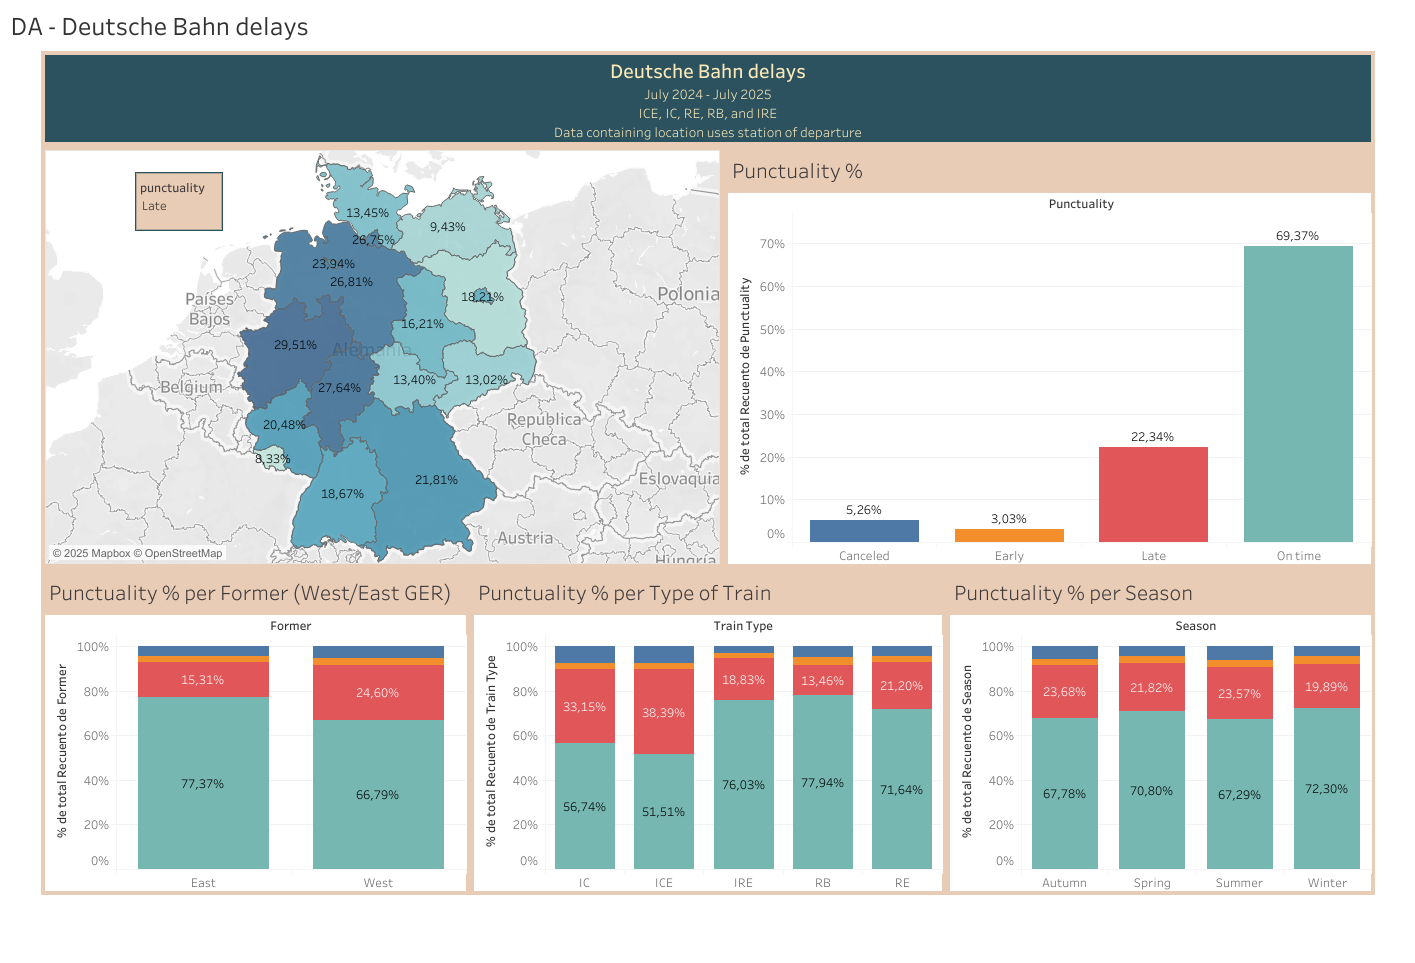 DA - Deutsche Bahn delays
Deutsche Bahn delays
July 2024 - July 2025
ICE, IC, RE, RB, and IRE
Data containing location uses station of departure
punctuality
Late
13,45%
9,43%
26,75%
23,94%
26,81%
18,21%
16,21%
29,51%
13,40%
13,02%
27,64%
20,48%
8,33%
18,67%
21,81%
Países
Bajos
Polonia
Alemania
Belgium
República
Checa
Eslovaquia
Austria
Hungría
© 2025 Mapbox © OpenStreetMap
Punctuality %
Punctuality
% de total Recuento de Punctuality
70%
60%
50%
40%
30%
20%
10%
0%
5,26%
3,03%
22,34%
69,37%
Canceled
Early
Late
On time
Punctuality % per Former (West/East GER)
Former
% de total Recuento de Former
100%
80%
60%
40%
20%
0%
15,31%
24,60%
77,37%
66,79%
East
West
Punctuality % per Type of Train
Train Type
% de total Recuento de Train Type
100%
80%
60%
40%
20%
0%
33,15%
38,39%
18,83%
13,46%
21,20%
56,74%
51,51%
76,03%
77,94%
71,64%
IC
ICE
IRE
RB
RE
Punctuality % per Season
Season
% de total Recuento de Season
100%
80%
60%
40%
20%
0%
23,68%
21,82%
23,57%
19,89%
67,78%
70,80%
67,29%
72,30%
Autumn
Spring
Summer
Winter